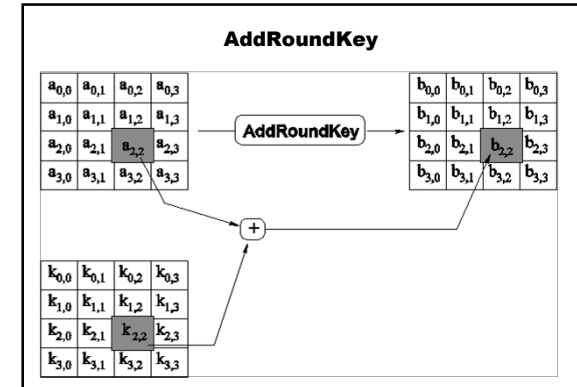 AddRoundKey
a0,0 a0,1 a0,2 a0,3
a1,0 a1,1 a1,2 a1,3
a2,0 a2,1 a2,2 a2,3
a3,0 a3,1 a3,2 a3,3
AddRoundKey
b0,0 b0,1 b0,2 b0,3
b1,0 b1,1 b1,2 b1,3
b2,0 b2,1 b2,2 b2,3
b3,0 b3,1 b3,2 b3,3
+
k0,0 k0,1 k0,2 k0,3
k1,0 k1,1 k1,2 k1,3
k2,0 k2,1 k2,2 k2,3
k3,0 k3,1 k3,2 k3,3